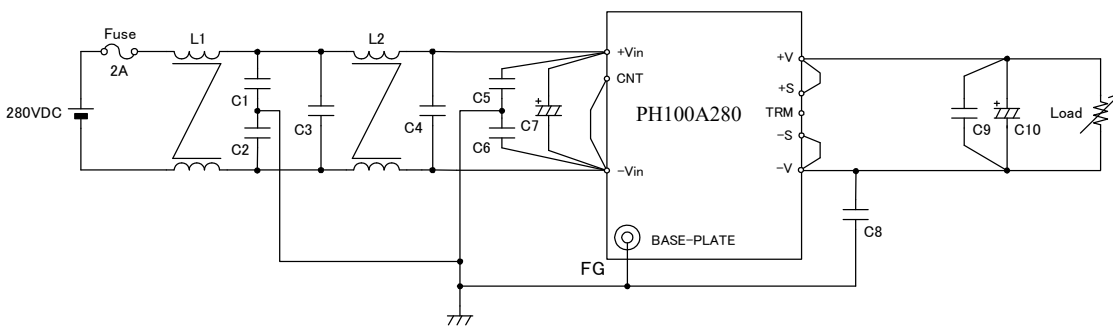 Fuse
2A
L1
L2
280VDC
C1
C2
C3
C4
C5
C6
C7
+
+Vin
CNT
-Vin
PH100A280
BASE-PLATE
FG
+V
+S
TRM
-S
-V
C8
C9
+
C10
Load